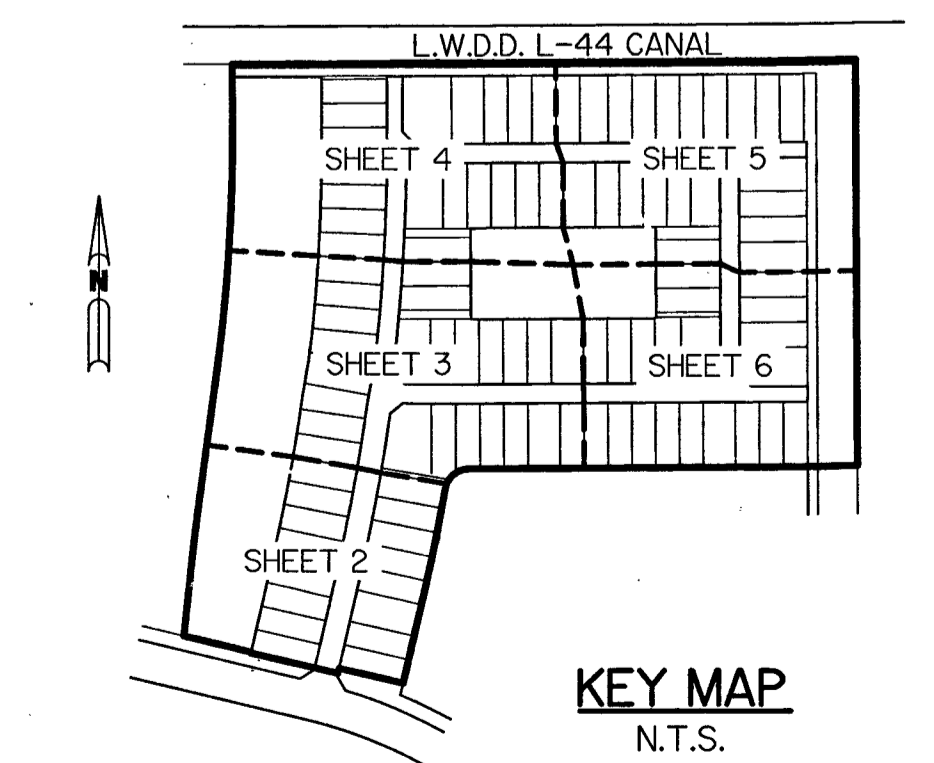 L.W.D.D. L-44 CANAL
SHEET 4
SHEET 5
N
SHEET 3
SHEET 6
SHEET 2
KEY MAP
N.T.S.